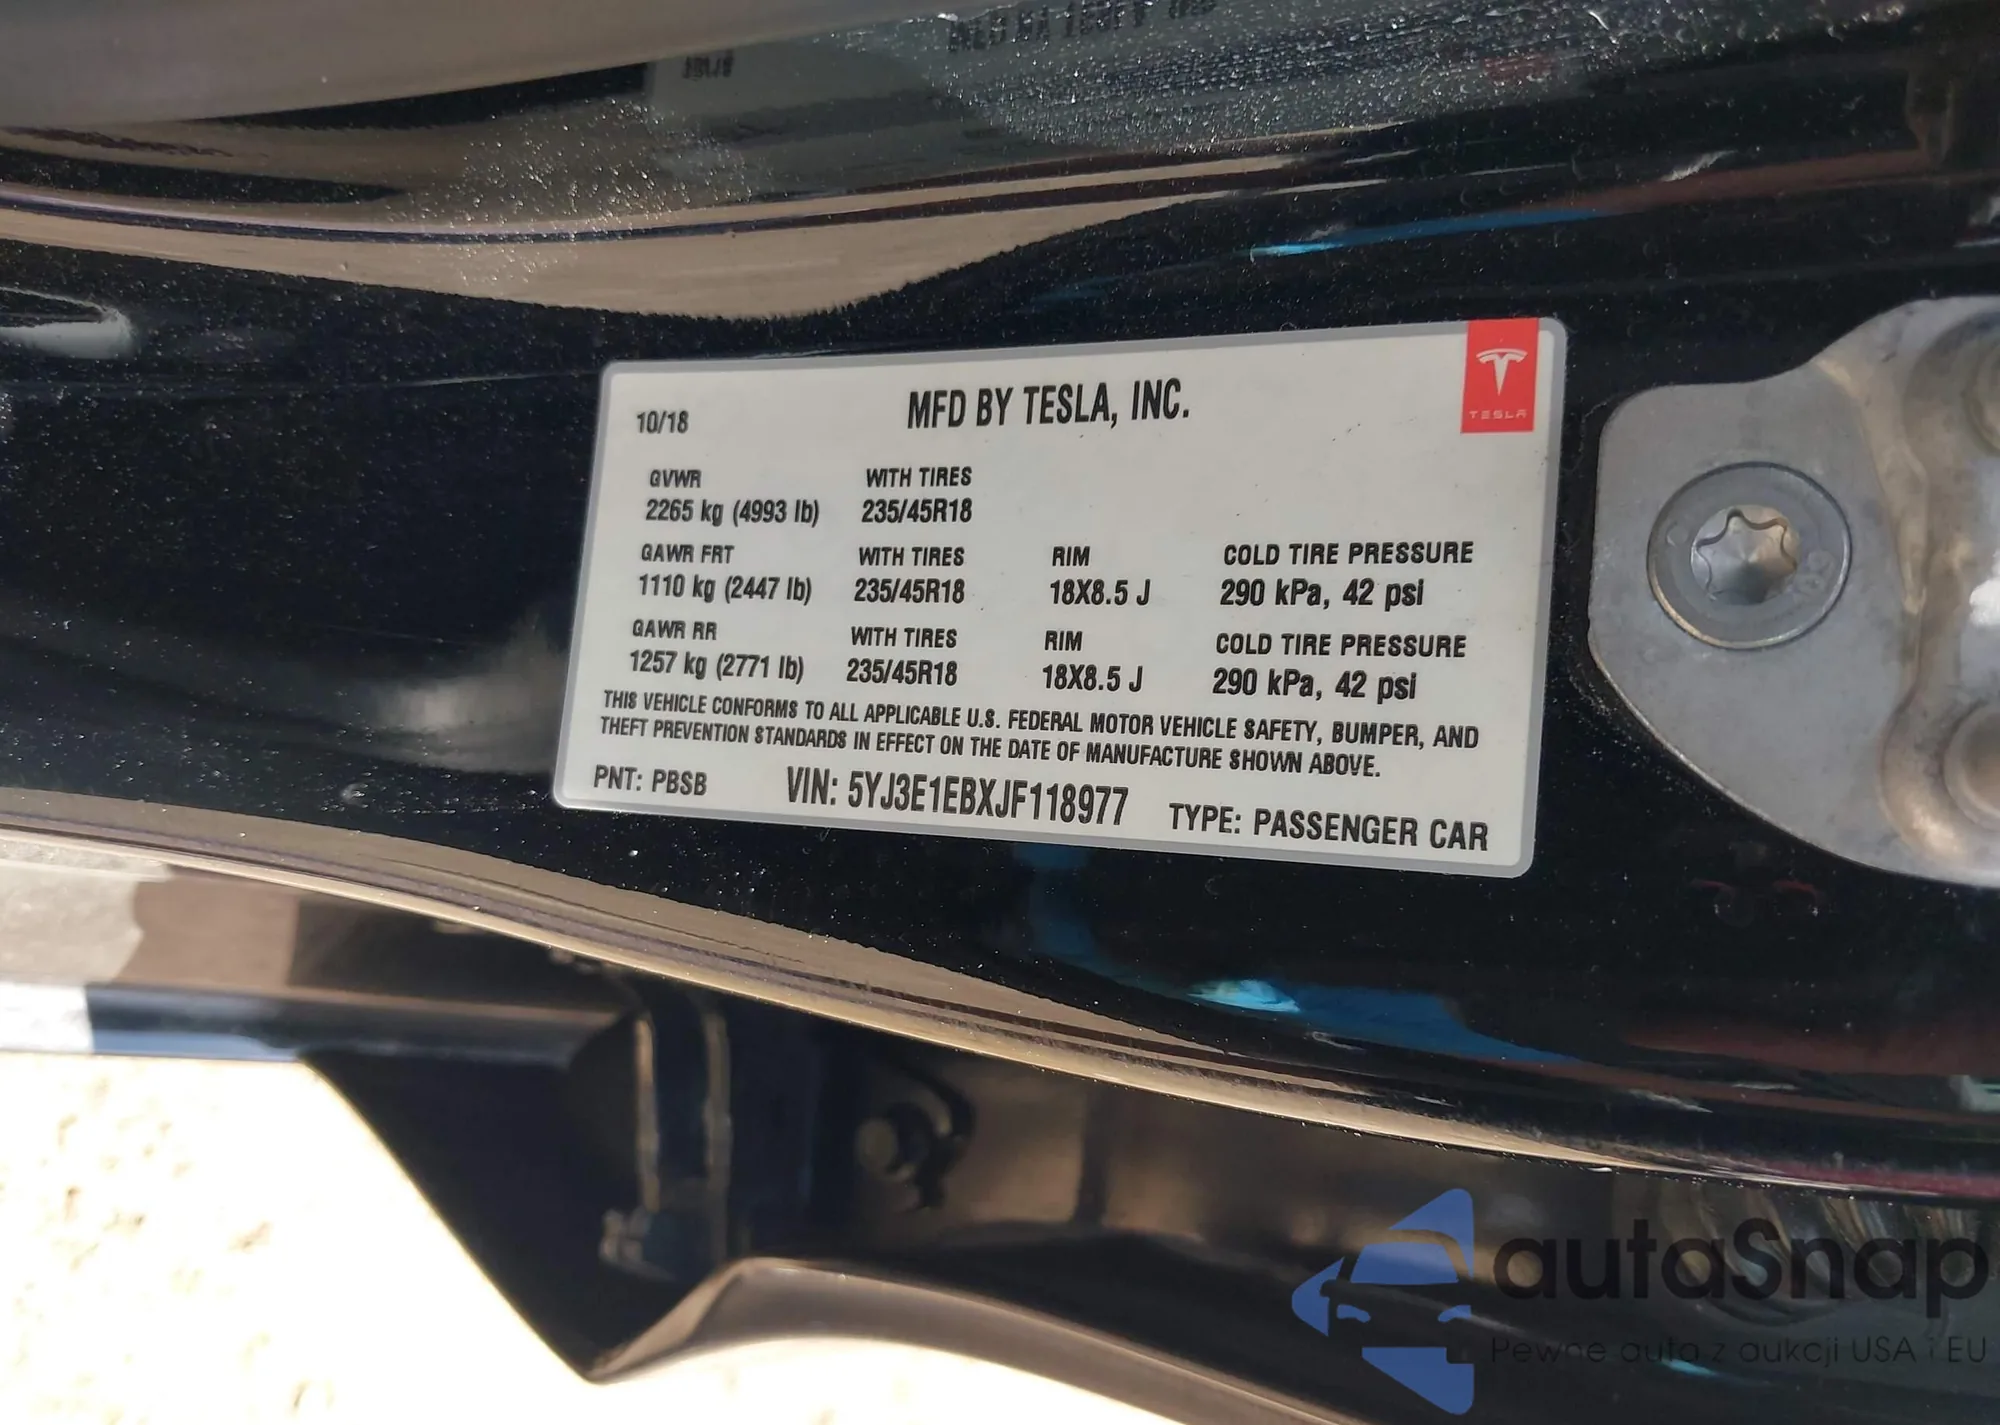 10/18
MFD BY TESLA, INC.
TESLA
GVWR WITH TIRES
2265 kg (4993 lb) 235/45R18
GAWR FRT WITH TIRES RIM COLD TIRE PRESSURE
1110 kg (2447 lb) 235/45R18 18X8.5 J 290 kPa, 42 psi
GAWR RR WITH TIRES RIM COLD TIRE PRESSURE
1257 kg (2771 lb) 235/45R18 18X8.5 J 290 kPa, 42 psi
THIS VEHICLE CONFORMS TO ALL APPLICABLE U.S. FEDERAL MOTOR VEHICLE SAFETY, BUMPER, AND
THEFT PREVENTION STANDARDS IN EFFECT ON THE DATE OF MANUFACTURE SHOWN ABOVE.
PNT: PBSB VIN: 5YJ3E1EBXJF118977 TYPE: PASSENGER CAR
autaSnap
Pewne auto z aukcji USA i EU